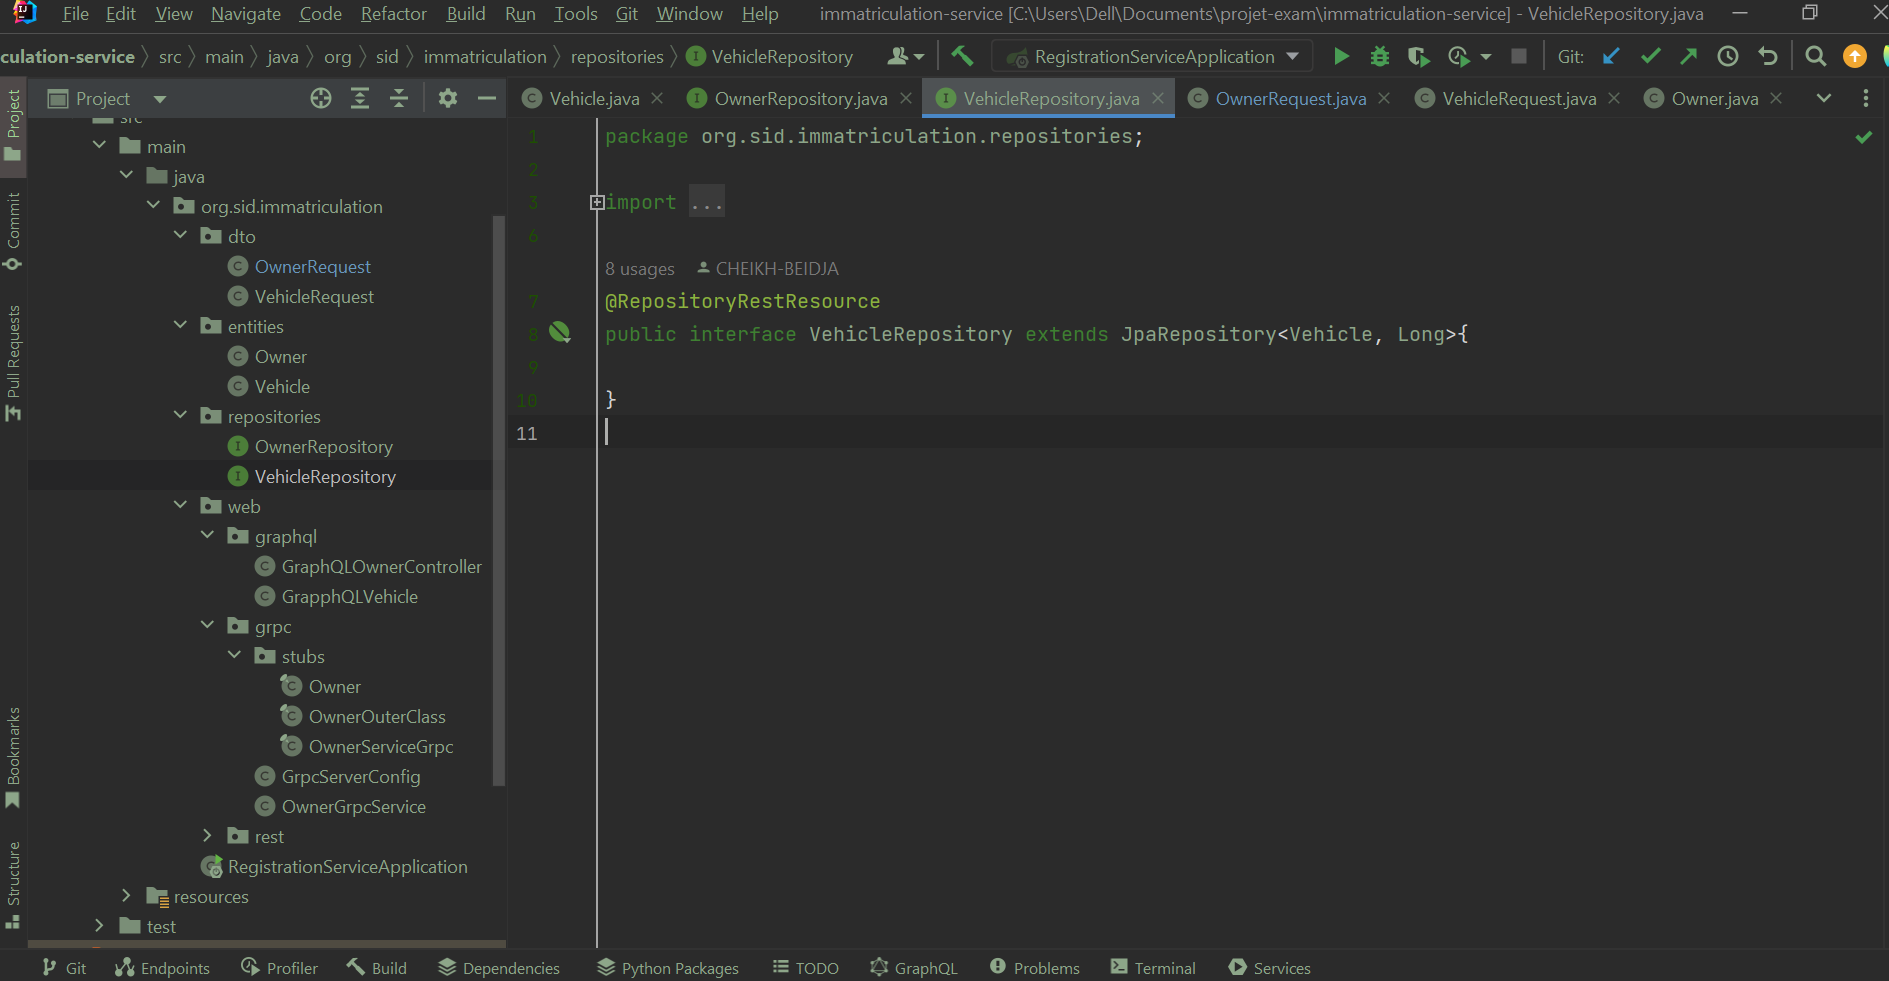 File Edit View Navigate Code Refactor Build Run Tools Git Window Help immatriculation-service [C:\Users\Dell\Documents\projet-exam\immatriculation-service] - VehicleRepository.java
culation-service src main java org sid immatriculation repositories VehicleRepository RegistrationServiceApplication Git:
Project
Vehicle.java OwnerRepository.java VehicleRepository.java OwnerRequest.java VehicleRequest.java Owner.java
Project
Commit
Pull Requests
Bookmarks
Structure
src
main
java
org.sid.immatriculation
dto
OwnerRequest
VehicleRequest
entities
Owner
Vehicle
repositories
OwnerRepository
VehicleRepository
web
graphql
GraphQLOwnerController
GrapphQLVehicle
grpc
stubs
Owner
OwnerOuterClass
OwnerServiceGrpc
GrpcServerConfig
OwnerGrpcService
rest
RegistrationServiceApplication
resources
test
1 package org.sid.immatriculation.repositories;
2
3 import ...
6
8 usages CHEIKH-BEIDJA
7 @RepositoryRestResource
8 public interface VehicleRepository extends JpaRepository<Vehicle, Long>{
9
10 }
11
Git Endpoints Profiler Build Dependencies Python Packages TODO GraphQL Problems Terminal Services